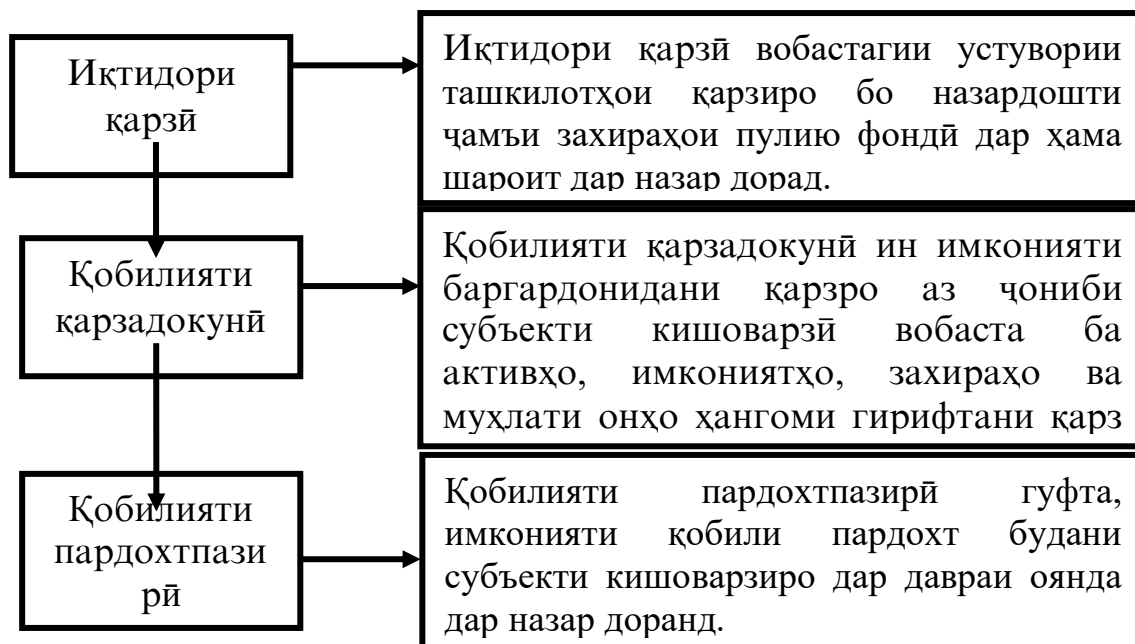 Иқтидори
қарзӣ
Иқтидори қарзӣ вобастагии устувории
ташкилотҳои қарзиро бо назардошти
ҷамъи захираҳои пулию фондӣ дар ҳама
шароит дар назар дорад.
Қобилияти
қарзадокунӣ
Қобилияти қарзадокунӣ ин имконияти
баргардонидани қарзро аз ҷониби
субъекти кишоварзӣ вобаста ба
активҳо, имкониятҳо, захираҳо ва
муҳлати онҳо ҳангоми гирифтани қарз
Қобилияти
пардохтпази
рӣ
Қобилияти пардохтпазирӣ гуфта,
имконияти қобили пардохт будани
субъекти кишоварзиро дар давраи оянда
дар назар доранд.